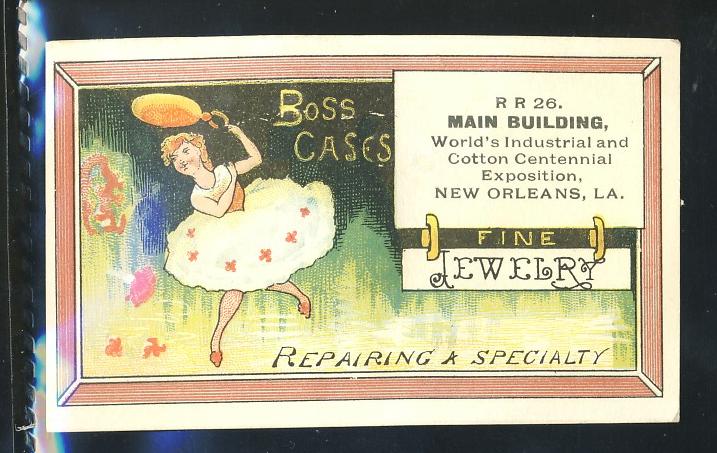 BOSS
CASES
R R 26.
MAIN BUILDING,
World's Industrial and
Cotton Centennial
Exposition,
NEW ORLEANS, LA.
FINE
JEWELRY
REPAIRING A SPECIALTY